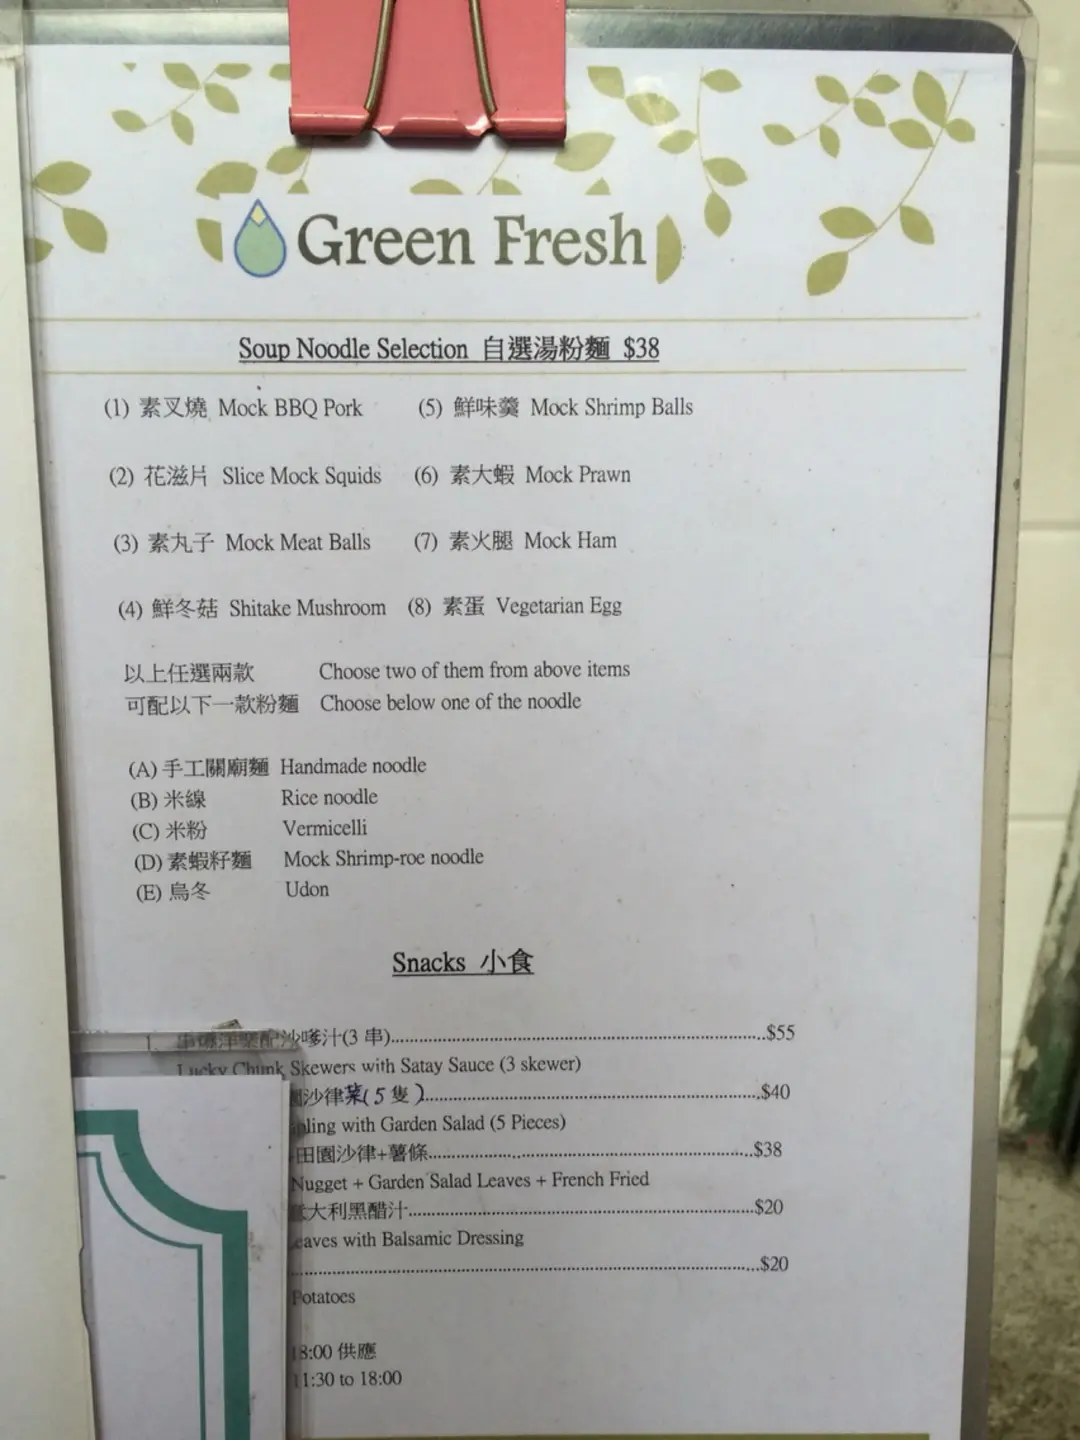 Green Fresh
Soup Noodle Selection 自選湯粉麵 $38
(1) 素叉燒 Mock BBQ Pork (5) 鮮味羹 Mock Shrimp Balls
(2) 花滋片 Slice Mock Squids (6) 素大蝦 Mock Prawn
(3) 素丸子 Mock Meat Balls (7) 素火腿 Mock Ham
(4) 鮮冬菇 Shitake Mushroom (8) 素蛋 Vegetarian Egg
以上任選兩款 Choose two of them from above items
可配以下一款粉麵 Choose below one of the noodle
(A) 手工關廟麵 Handmade noodle
(B) 米線 Rice noodle
(C) 米粉 Vermicelli
(D) 素蝦籽麵 Mock Shrimp-roe noodle
(E) 烏冬 Udon
Snacks 小食
沙嗲汁(3 串)..........$55
Lucky Chunk Skewers with Satay Sauce (3 skewer)
沙律菜(5隻)..........$40
with Garden Salad (5 Pieces)
田園沙律+薯條..........$38
Nugget + Garden Salad Leaves + French Fried
大利黑醋汁..........$20
with Balsamic Dressing
..........$20
Potatoes
18:00 供應
11:30 to 18:00